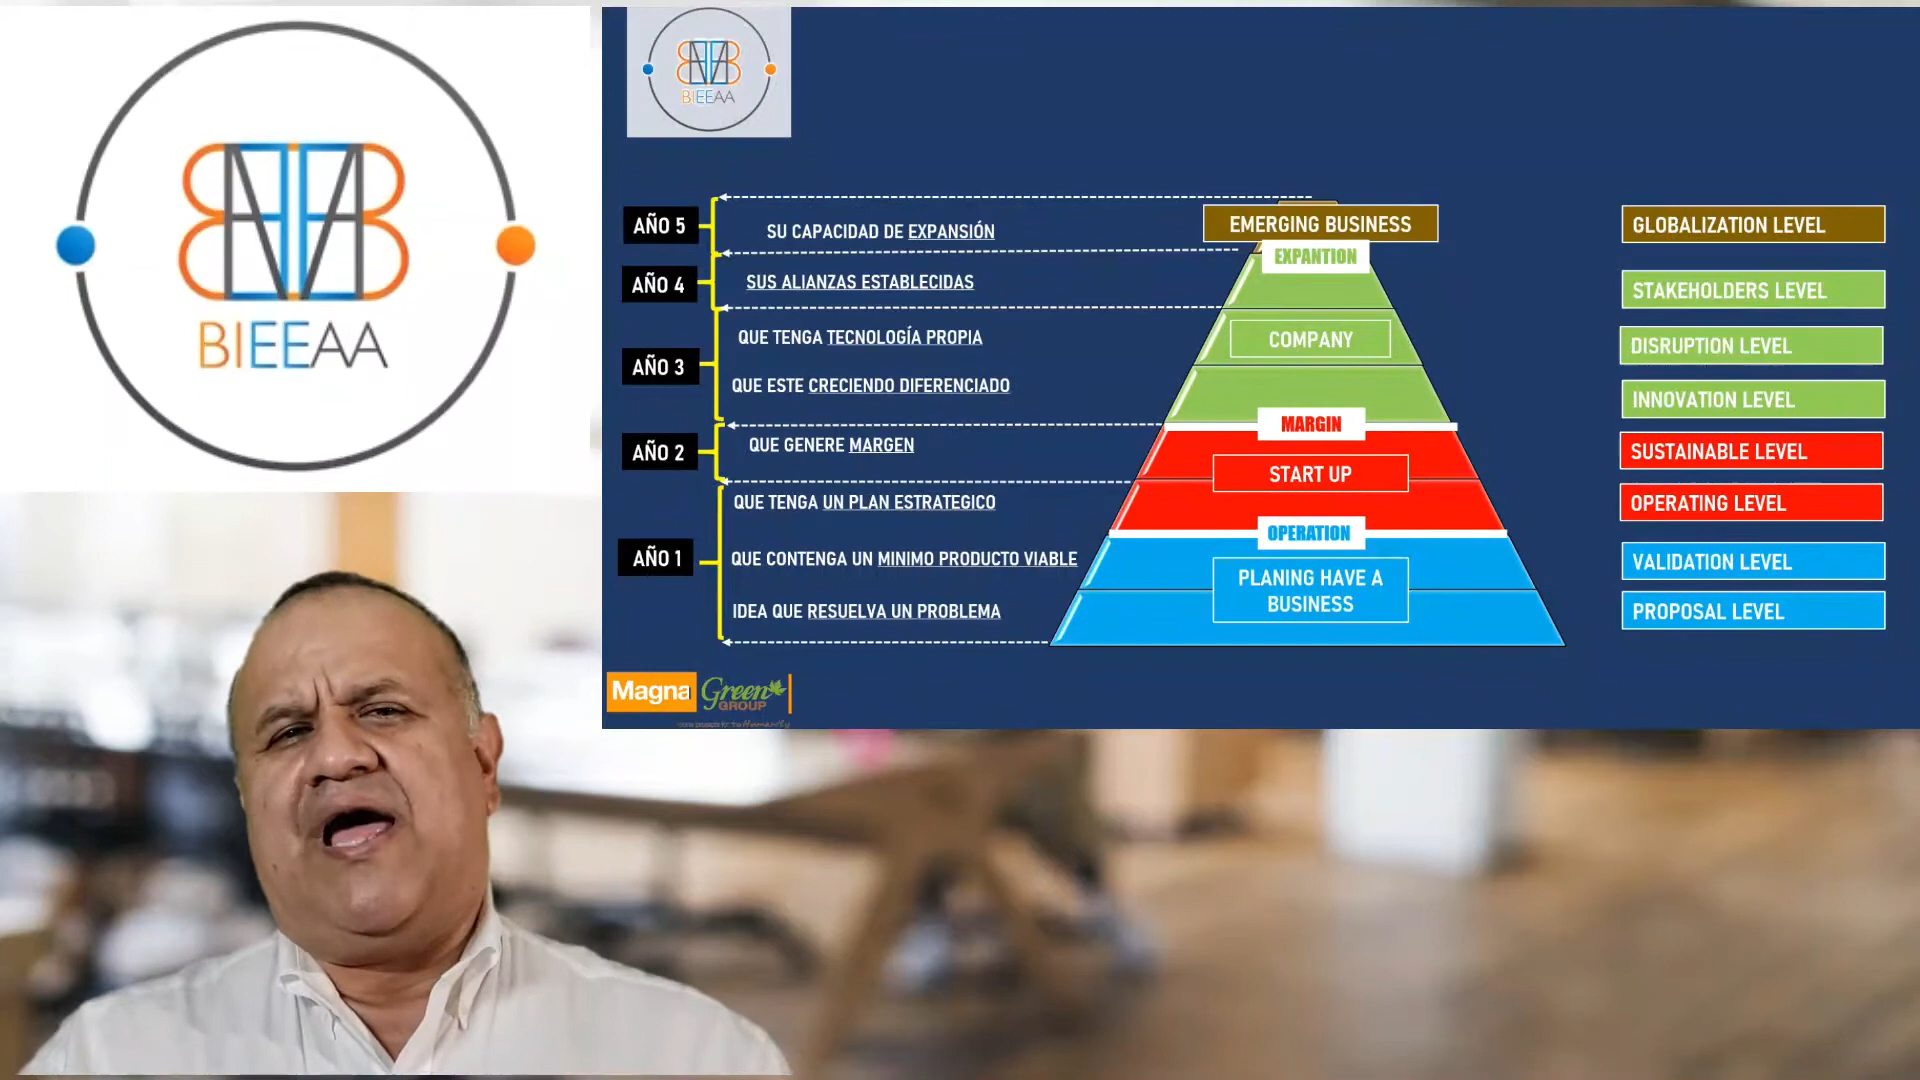 BIEEAA
BIEEAA
AÑO 5
SU CAPACIDAD DE EXPANSIÓN
EMERGING BUSINESS
GLOBALIZATION LEVEL
EXPANTION
AÑO 4
SUS ALIANZAS ESTABLECIDAS
STAKEHOLDERS LEVEL
AÑO 3
QUE TENGA TECNOLOGÍA PROPIA
COMPANY
DISRUPTION LEVEL
QUE ESTE CRECIENDO DIFERENCIADO
INNOVATION LEVEL
MARGIN
AÑO 2
QUE GENERE MARGEN
SUSTAINABLE LEVEL
START UP
QUE TENGA UN PLAN ESTRATEGICO
OPERATING LEVEL
OPERATION
AÑO 1
QUE CONTENGA UN MINIMO PRODUCTO VIABLE
VALIDATION LEVEL
PLANING HAVE A
BUSINESS
IDEA QUE RESUELVA UN PROBLEMA
PROPOSAL LEVEL
Magna Green
GROUP